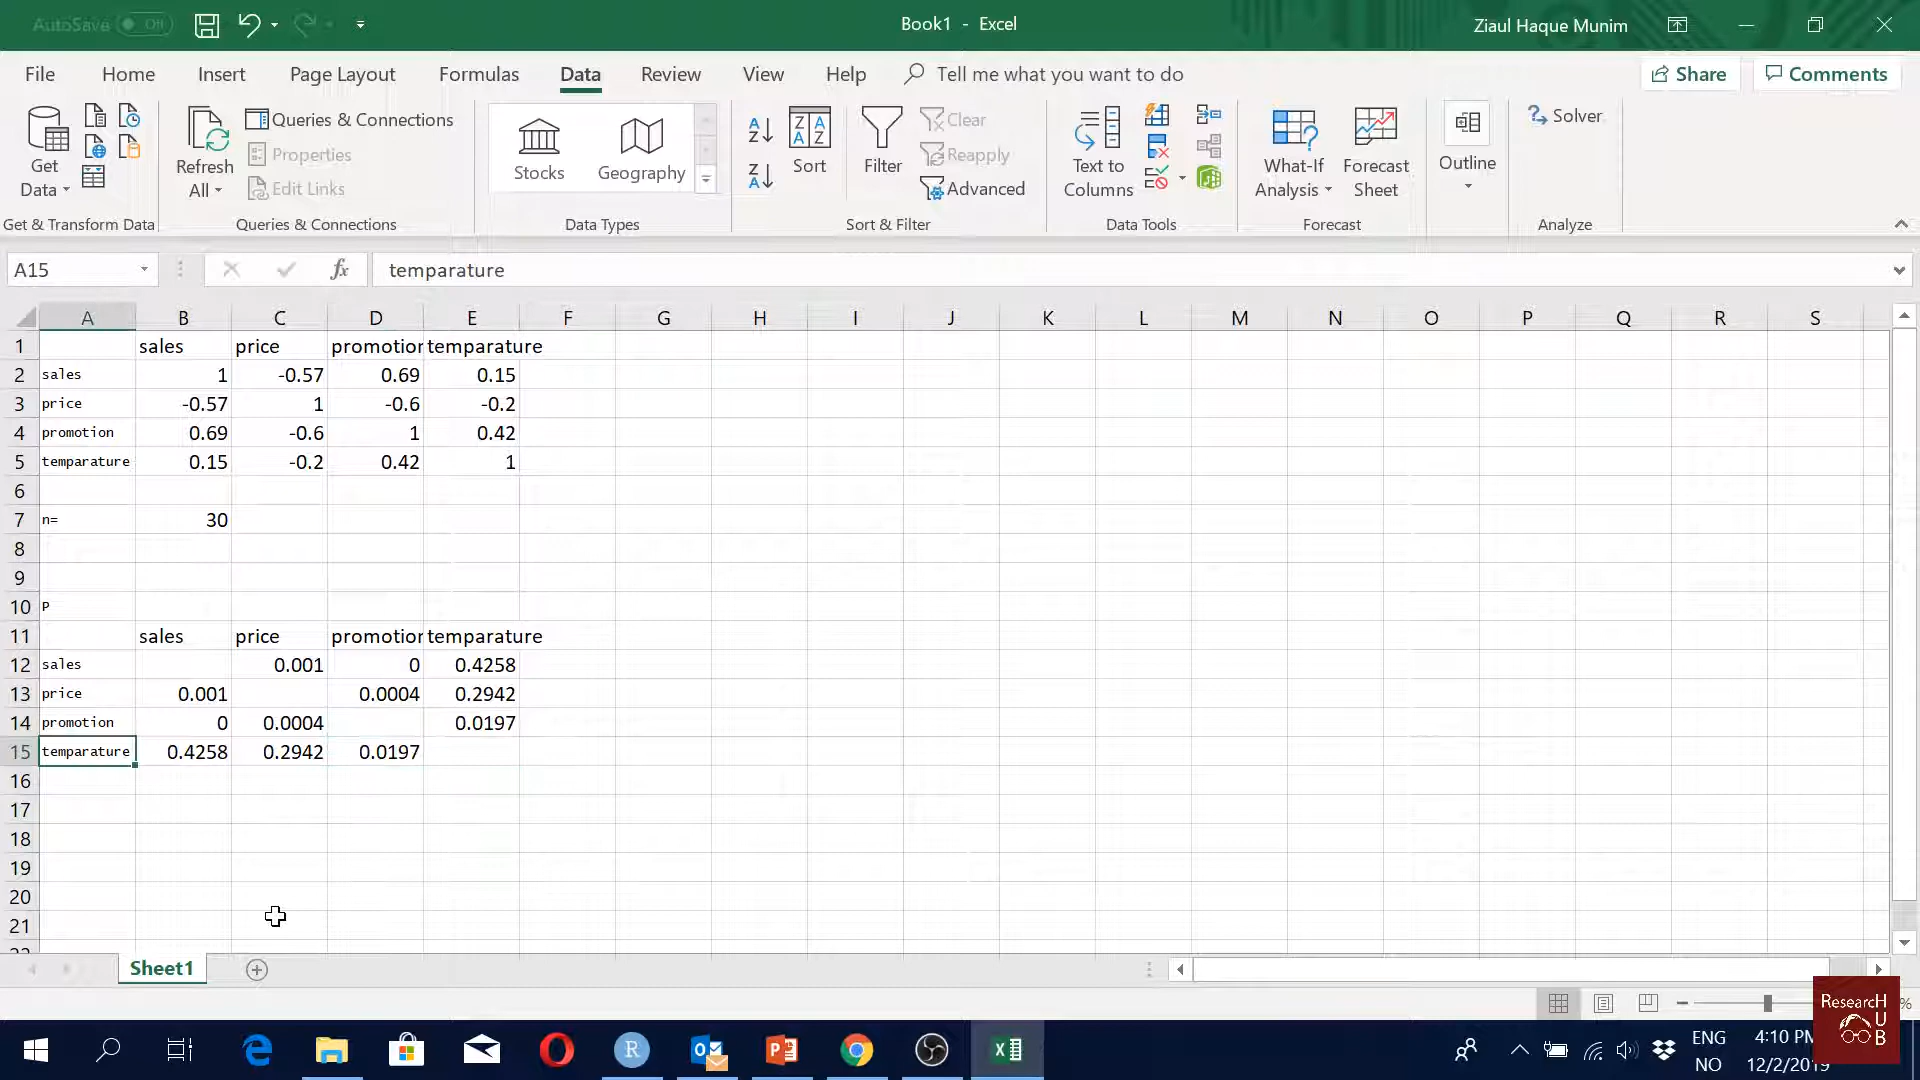 AutoSave Off
Book1 - Excel
Ziaul Haque Munim
File Home Insert Page Layout Formulas Data Review View Help Tell me what you want to do Share Comments
Get Data
Refresh All
Queries & Connections
Properties
Edit Links
Stocks
Geography
Sort
Filter
Clear
Reapply
Advanced
Text to Columns
What-If Analysis
Forecast Sheet
Outline
Solver
Get & Transform Data Queries & Connections Data Types Sort & Filter Data Tools Forecast Analyze
A15 fx temparature
A B C D E F G H I J K L M N O P Q R S
1 sales price promotion temparature
2 sales 1 -0.57 0.69 0.15
3 price -0.57 1 -0.6 -0.2
4 promotion 0.69 -0.6 1 0.42
5 temparature 0.15 -0.2 0.42 1
6
7 n= 30
8
9
10 P
11 sales price promotion temparature
12 sales 0.001 0 0.4258
13 price 0.001 0.0004 0.2942
14 promotion 0 0.0004 0.0197
15 temparature 0.4258 0.2942 0.0197
16
17
18
19
20
21
Sheet1
ResearcH
U
B
ENG
NO
4:10 PM
12/2/2019